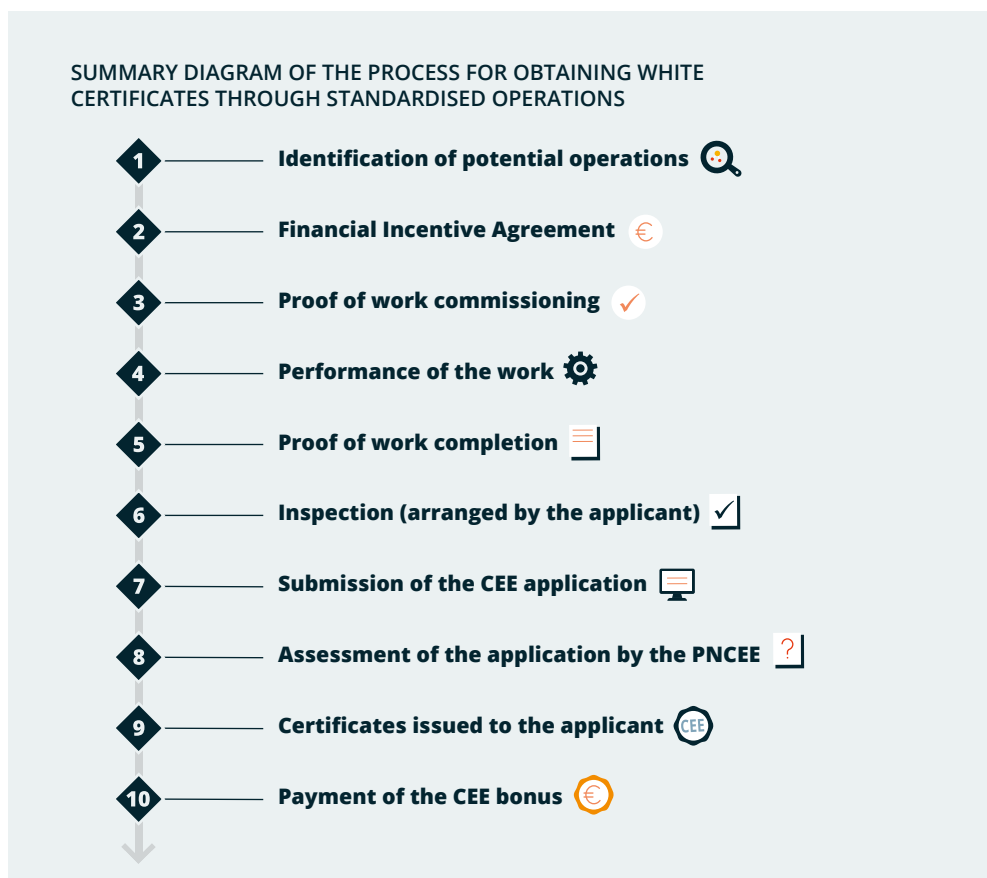 SUMMARY DIAGRAM OF THE PROCESS FOR OBTAINING WHITE
CERTIFICATES THROUGH STANDARDISED OPERATIONS
1 Identification of potential operations
2 Financial Incentive Agreement €
3 Proof of work commissioning
4 Performance of the work
5 Proof of work completion
6 Inspection (arranged by the applicant)
7 Submission of the CEE application
8 Assessment of the application by the PNCEE ?
9 Certificates issued to the applicant CEE
10 Payment of the CEE bonus €